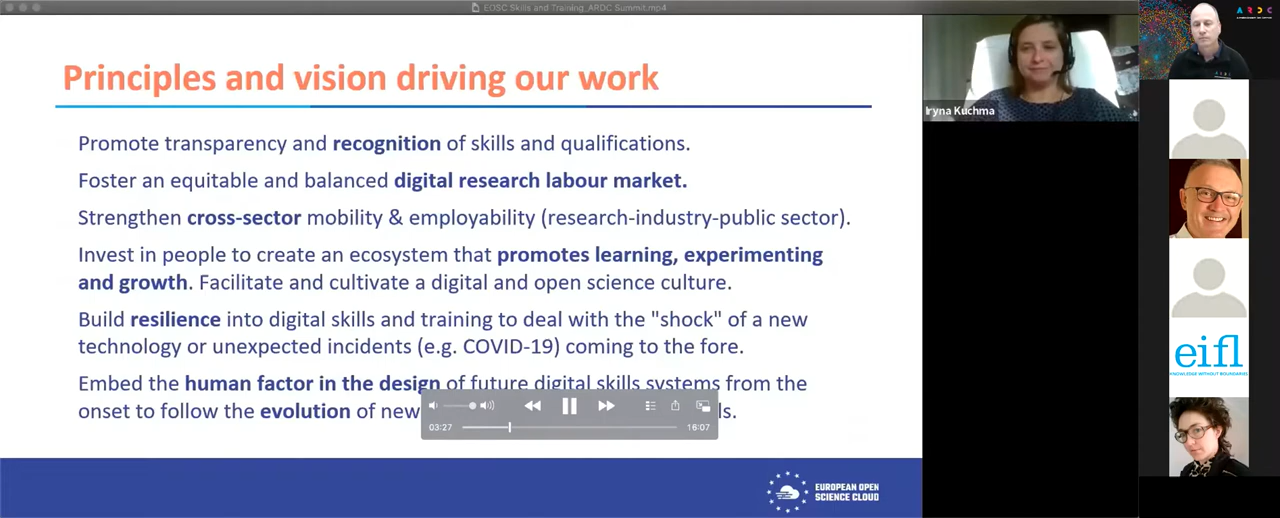 EOSC Skills and Training_ARDC Summit.mp4
Principles and vision driving our work
Promote transparency and recognition of skills and qualifications.
Foster an equitable and balanced digital research labour market.
Strengthen cross-sector mobility & employability (research-industry-public sector).
Invest in people to create an ecosystem that promotes learning, experimenting
and growth. Facilitate and cultivate a digital and open science culture.
Build resilience into digital skills and training to deal with the "shock" of a new
technology or unexpected incidents (e.g. COVID-19) coming to the fore.
Embed the human factor in the design of future digital skills systems from the
onset to follow the evolution of new ls.
03:27
16:07
EUROPEAN OPEN
SCIENCE CLOUD
Iryna Kuchma
ARDC
eifl
KNOWLEDGE WITHOUT BOUNDARIES